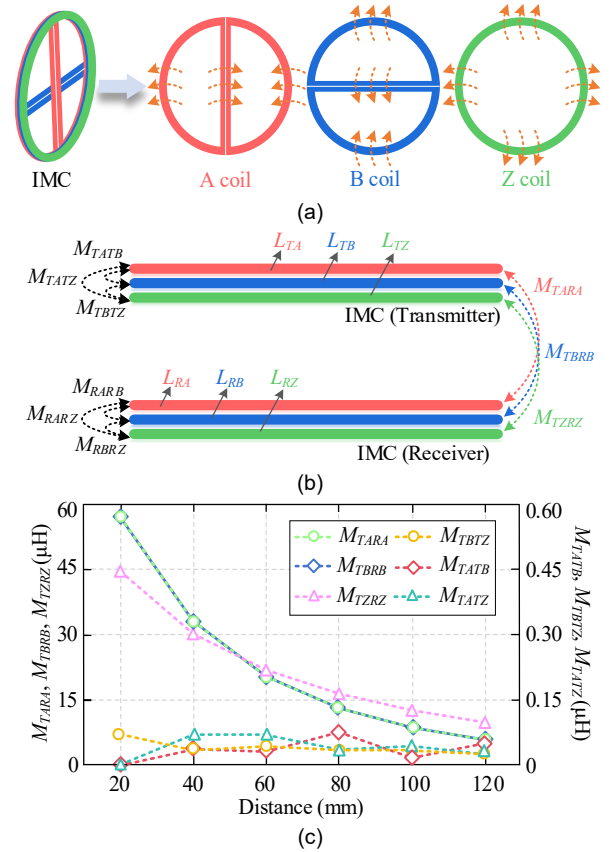 IMC
A coil
B coil
Z coil
(a)
M_TATB
M_TATZ
M_TBTZ
L_TA
L_TB
L_TZ
IMC (Transmitter)
M_TARA
M_TBRB
M_TZRZ
M_RARB
M_RARZ
M_RBRZ
L_RA
L_RB
L_RZ
IMC (Receiver)
(b)
M_TARA, M_TBRB, M_TZRZ (μH)
60
45
30
15
0
M_TARA
M_TBRB
M_TZRZ
M_TBTZ
M_TATB
M_TATZ
0.60
0.45
0.30
0.15
0
M_TATB, M_TBTZ, M_TATZ
(μH)
20 40 60 80 100 120
Distance (mm)
(c)